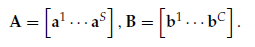 A = [a¹ ⋯ aˢ], B = [b¹ ⋯ bᶜ].